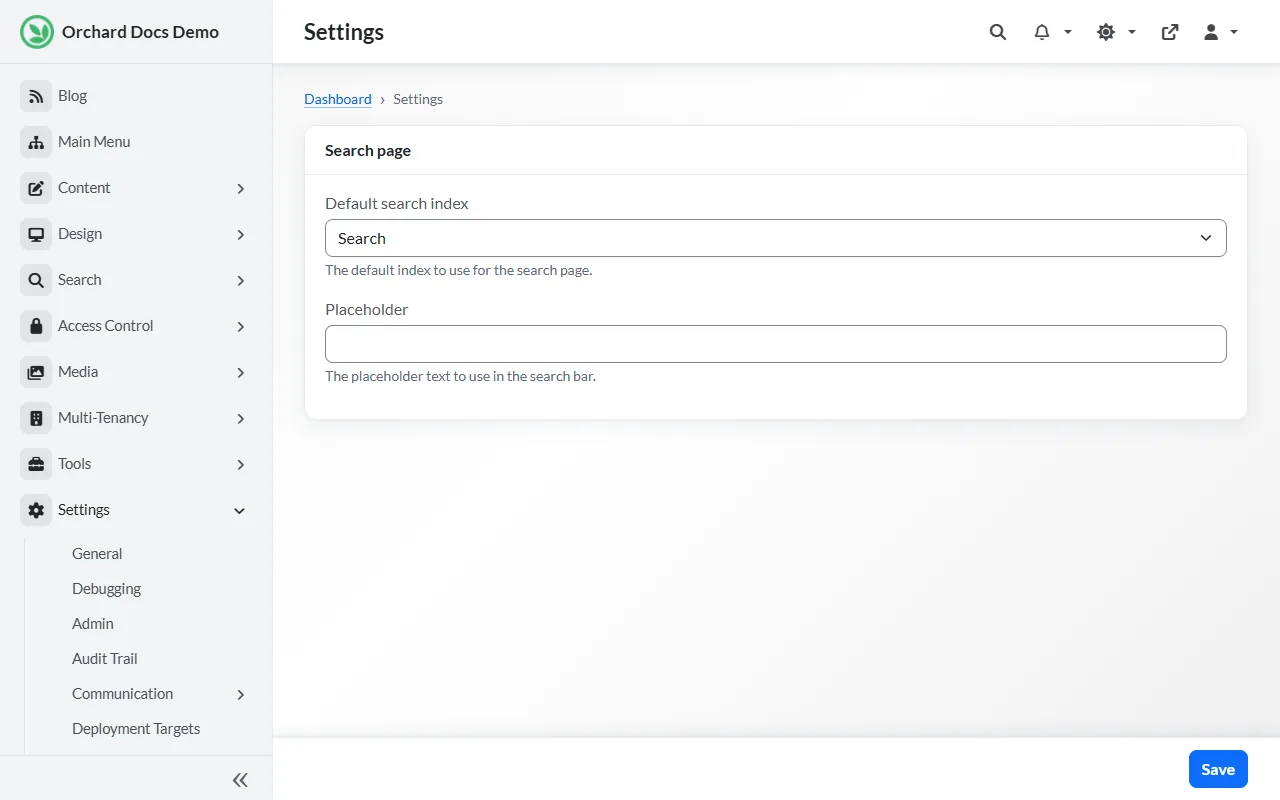 Orchard Docs Demo
Settings
Blog
Main Menu
Content
Design
Search
Access Control
Media
Multi-Tenancy
Tools
Settings
General
Debugging
Admin
Audit Trail
Communication
Deployment Targets
Dashboard › Settings
Search page
Default search index
Search
The default index to use for the search page.
Placeholder
The placeholder text to use in the search bar.
Save